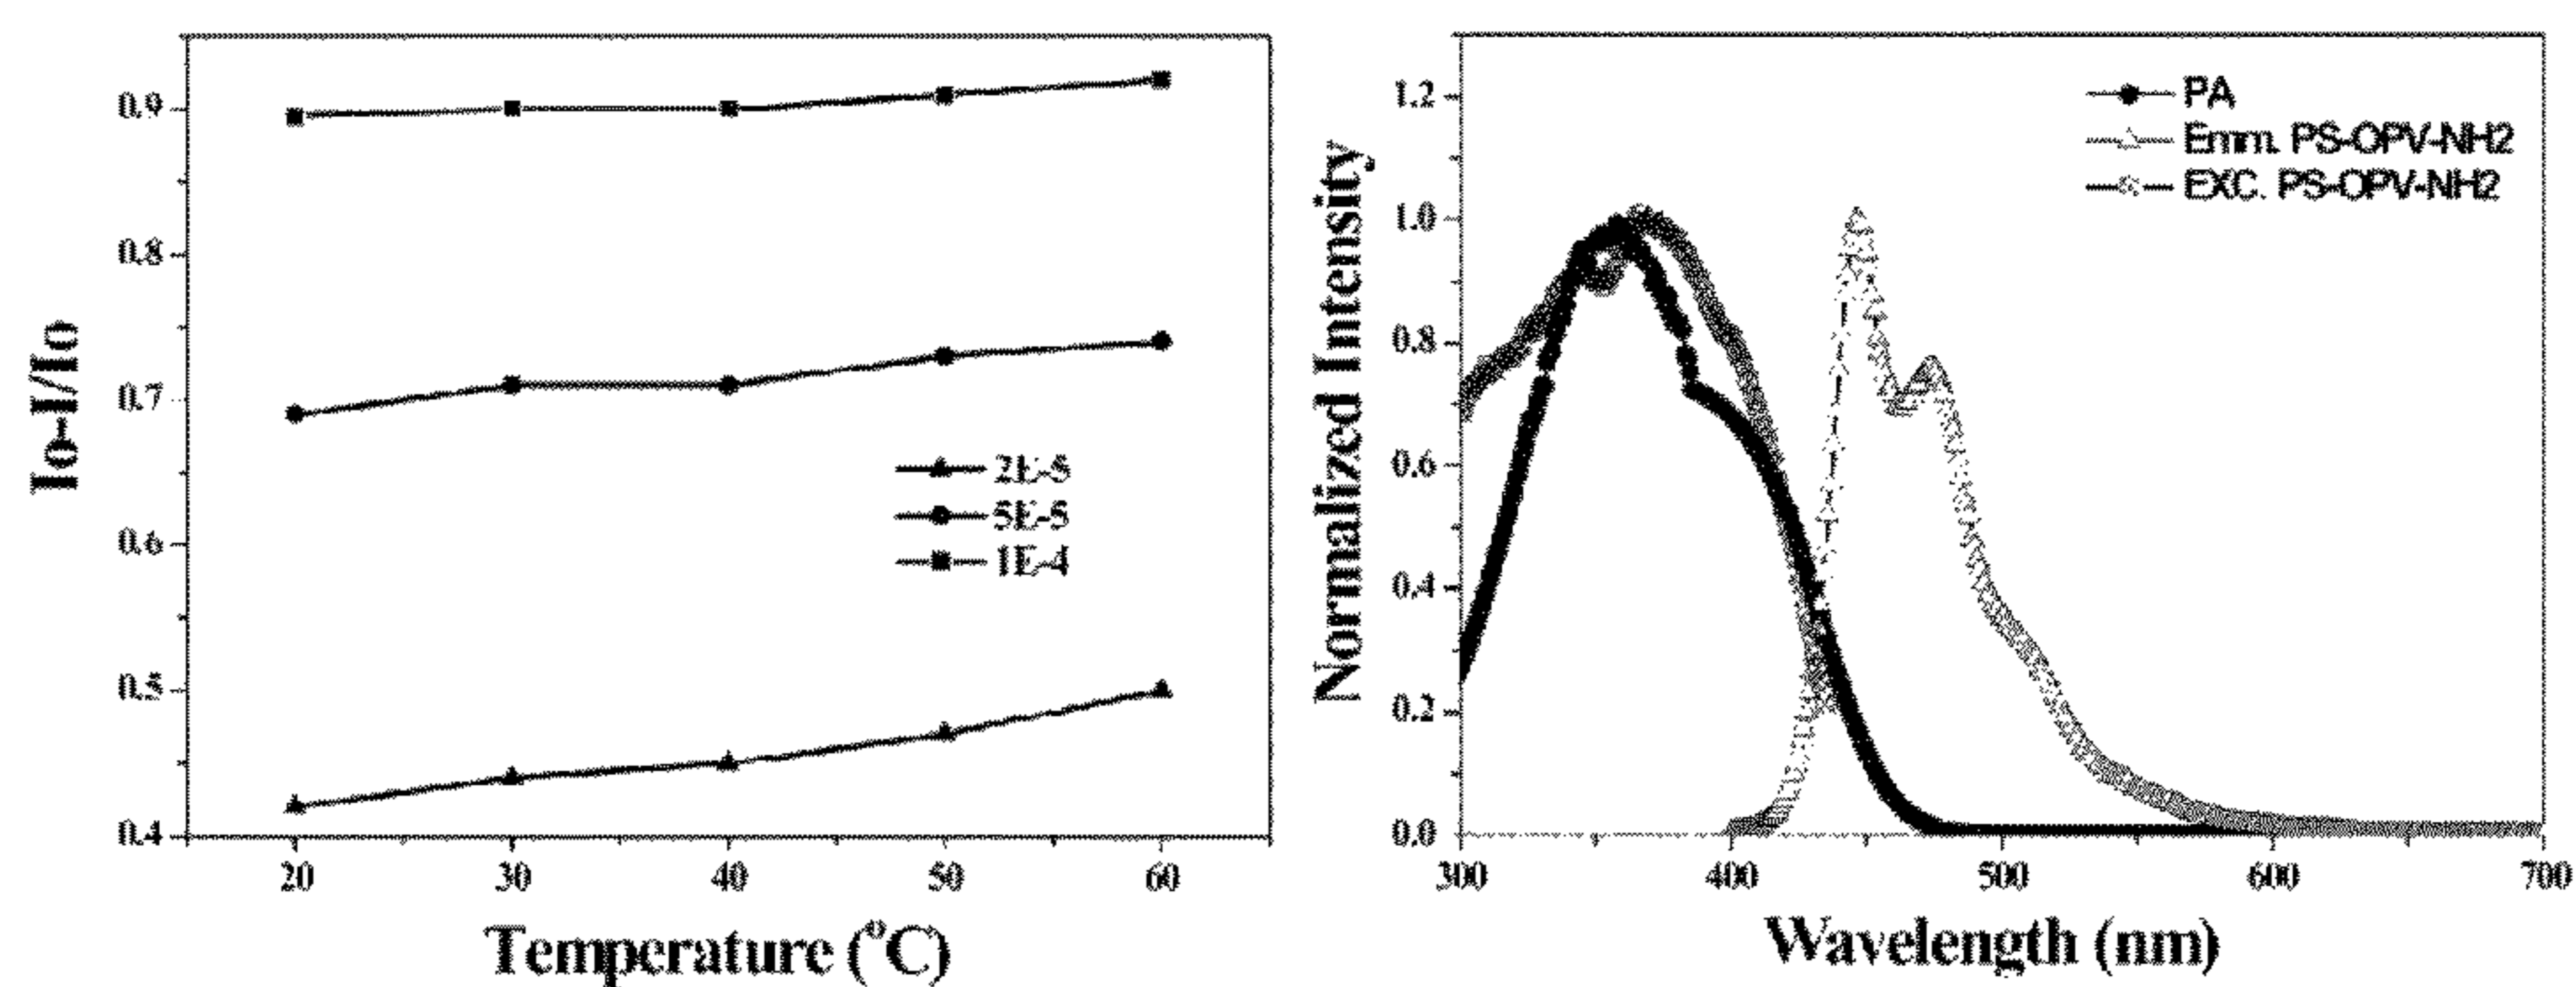 Io-I/Io
0.9
0.8
0.7
0.6
0.5
0.4
2E-5
5E-5
1E-4
20 30 40 50 60
Temperature (°C)
Normalized Intensity
1.2
1.0
0.8
0.6
0.4
0.2
0.0
PA
Emm. PS-OPV-NH2
EXC. PS-OPV-NH2
300 400 500 600 700
Wavelength (nm)